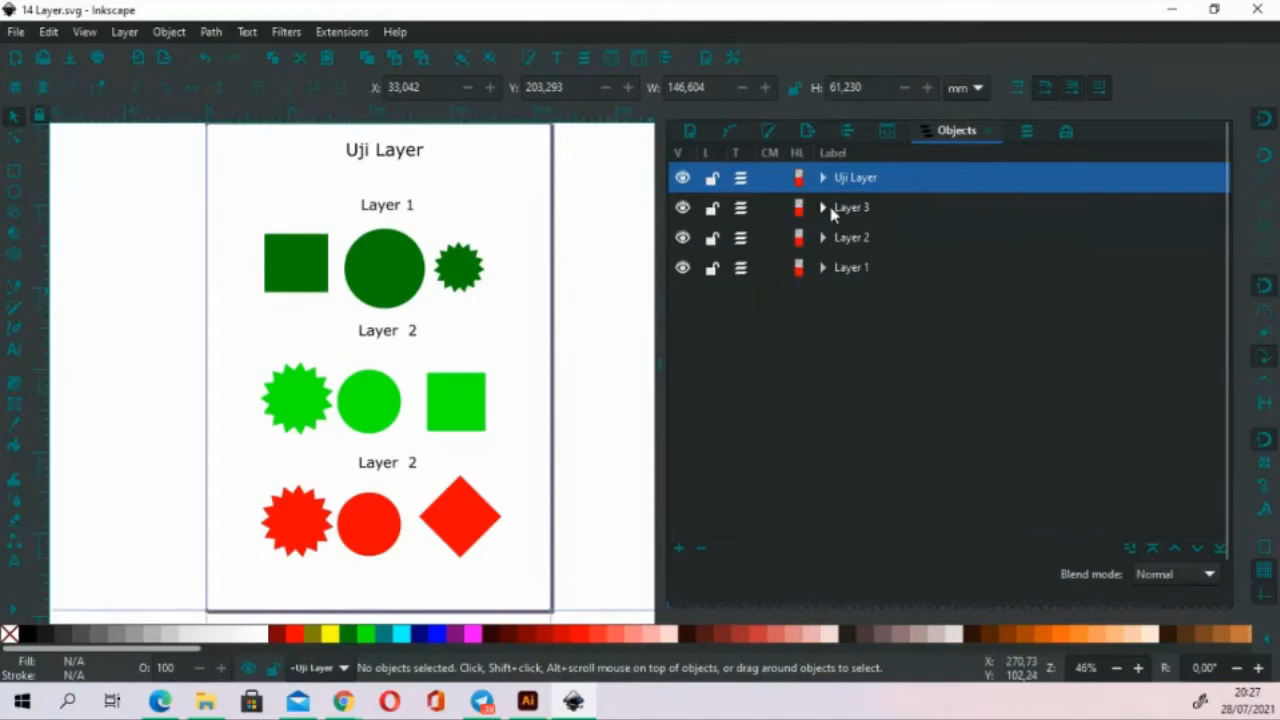 14 Layer.svg - Inkscape
File Edit View Layer Object Path Text Filters Extensions Help
X: 33,042 Y: 203,293 W: 146,604 H: 61,230 mm
Objects
V L T CM HL Label
Uji Layer
Layer 3
Layer 2
Layer 1
Uji Layer
Layer 1
Layer 2
Layer 2
Blend mode: Normal
Fill: N/A
Stroke: N/A
O: 100
Uji Layer
No objects selected. Click, Shift+click, Alt+scroll mouse on top of objects, or drag around objects to select.
X: 270,73
Y: 102,24
Z: 46%
R: 0,00°
Ai
20:27
28/07/2021